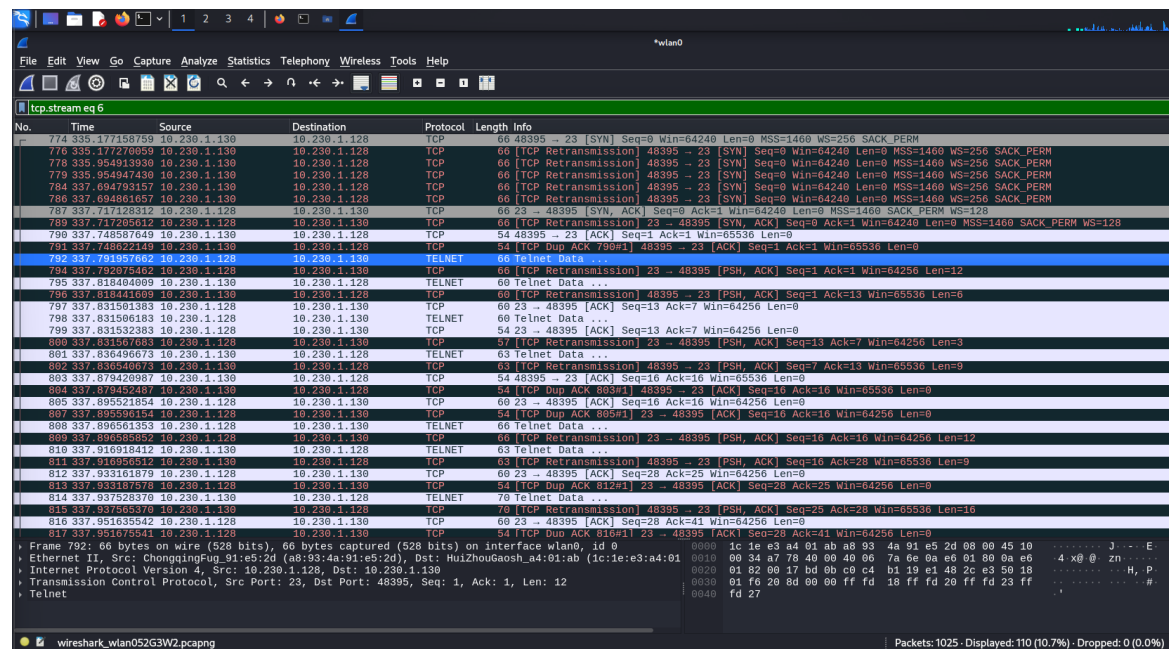 1 2 3 4
*wlan0
File Edit View Go Capture Analyze Statistics Telephony Wireless Tools Help
tcp.stream eq 6
No. Time Source Destination Protocol Length Info
774 335.177158759 10.230.1.130 10.230.1.128 TCP 66 48395 → 23 [SYN] Seq=0 Win=64240 Len=0 MSS=1460 WS=256 SACK_PERM
776 335.177270059 10.230.1.130 10.230.1.128 TCP 66 [TCP Retransmission] 48395 → 23 [SYN] Seq=0 Win=64240 Len=0 MSS=1460 WS=256 SACK_PERM
778 335.954913930 10.230.1.130 10.230.1.128 TCP 66 [TCP Retransmission] 48395 → 23 [SYN] Seq=0 Win=64240 Len=0 MSS=1460 WS=256 SACK_PERM
779 335.954947430 10.230.1.130 10.230.1.128 TCP 66 [TCP Retransmission] 48395 → 23 [SYN] Seq=0 Win=64240 Len=0 MSS=1460 WS=256 SACK_PERM
784 337.694793157 10.230.1.130 10.230.1.128 TCP 66 [TCP Retransmission] 48395 → 23 [SYN] Seq=0 Win=64240 Len=0 MSS=1460 WS=256 SACK_PERM
786 337.694861657 10.230.1.130 10.230.1.128 TCP 66 [TCP Retransmission] 48395 → 23 [SYN] Seq=0 Win=64240 Len=0 MSS=1460 WS=256 SACK_PERM
787 337.717128312 10.230.1.128 10.230.1.130 TCP 66 23 → 48395 [SYN, ACK] Seq=0 Ack=1 Win=64240 Len=0 MSS=1460 SACK_PERM WS=128
789 337.717205612 10.230.1.128 10.230.1.130 TCP 66 [TCP Retransmission] 23 → 48395 [SYN, ACK] Seq=0 Ack=1 Win=64240 Len=0 MSS=1460 SACK_PERM WS=128
790 337.748587649 10.230.1.130 10.230.1.128 TCP 54 48395 → 23 [ACK] Seq=1 Ack=1 Win=65536 Len=0
791 337.748622149 10.230.1.130 10.230.1.128 TCP 54 [TCP Dup ACK 790#1] 48395 → 23 [ACK] Seq=1 Ack=1 Win=65536 Len=0
792 337.791957662 10.230.1.128 10.230.1.130 TELNET 66 Telnet Data ...
794 337.792075462 10.230.1.128 10.230.1.130 TCP 66 [TCP Retransmission] 23 → 48395 [PSH, ACK] Seq=1 Ack=1 Win=64256 Len=12
795 337.818404009 10.230.1.130 10.230.1.128 TELNET 60 Telnet Data ...
796 337.818441609 10.230.1.130 10.230.1.128 TCP 60 [TCP Retransmission] 48395 → 23 [PSH, ACK] Seq=1 Ack=13 Win=65536 Len=6
797 337.831501383 10.230.1.128 10.230.1.130 TCP 60 23 → 48395 [ACK] Seq=13 Ack=7 Win=64256 Len=0
798 337.831506183 10.230.1.128 10.230.1.130 TELNET 60 Telnet Data ...
799 337.831532383 10.230.1.128 10.230.1.130 TCP 54 23 → 48395 [ACK] Seq=13 Ack=7 Win=64256 Len=0
800 337.831567683 10.230.1.128 10.230.1.130 TCP 57 [TCP Retransmission] 23 → 48395 [PSH, ACK] Seq=13 Ack=7 Win=64256 Len=3
801 337.836496673 10.230.1.130 10.230.1.128 TELNET 63 Telnet Data ...
802 337.836540673 10.230.1.130 10.230.1.128 TCP 63 [TCP Retransmission] 48395 → 23 [PSH, ACK] Seq=7 Ack=13 Win=65536 Len=9
803 337.879420987 10.230.1.130 10.230.1.128 TCP 54 48395 → 23 [ACK] Seq=16 Ack=16 Win=65536 Len=0
804 337.879452487 10.230.1.130 10.230.1.128 TCP 54 [TCP Dup ACK 803#1] 48395 → 23 [ACK] Seq=16 Ack=16 Win=65536 Len=0
805 337.895521854 10.230.1.128 10.230.1.130 TCP 60 23 → 48395 [ACK] Seq=16 Ack=16 Win=64256 Len=0
807 337.895596154 10.230.1.128 10.230.1.130 TCP 54 [TCP Dup ACK 805#1] 23 → 48395 [ACK] Seq=16 Ack=16 Win=64256 Len=0
808 337.896561353 10.230.1.128 10.230.1.130 TELNET 66 Telnet Data ...
809 337.896585852 10.230.1.128 10.230.1.130 TCP 66 [TCP Retransmission] 23 → 48395 [PSH, ACK] Seq=16 Ack=16 Win=64256 Len=12
810 337.916918412 10.230.1.130 10.230.1.128 TELNET 63 Telnet Data ...
811 337.916956512 10.230.1.130 10.230.1.128 TCP 63 [TCP Retransmission] 48395 → 23 [PSH, ACK] Seq=16 Ack=28 Win=65536 Len=9
812 337.933161879 10.230.1.128 10.230.1.130 TCP 60 23 → 48395 [ACK] Seq=28 Ack=25 Win=64256 Len=0
813 337.933187578 10.230.1.128 10.230.1.130 TCP 54 [TCP Dup ACK 812#1] 23 → 48395 [ACK] Seq=28 Ack=25 Win=64256 Len=0
814 337.937528370 10.230.1.130 10.230.1.128 TELNET 70 Telnet Data ...
815 337.937565370 10.230.1.130 10.230.1.128 TCP 70 [TCP Retransmission] 48395 → 23 [PSH, ACK] Seq=25 Ack=28 Win=65536 Len=16
816 337.951635542 10.230.1.128 10.230.1.130 TCP 60 23 → 48395 [ACK] Seq=28 Ack=41 Win=64256 Len=0
817 337.951675541 10.230.1.128 10.230.1.130 TCP 54 [TCP Dup ACK 816#1] 23 → 48395 [ACK] Seq=28 Ack=41 Win=64256 Len=0
Frame 792: 66 bytes on wire (528 bits), 66 bytes captured (528 bits) on interface wlan0, id 0
Ethernet II, Src: ChongqingFug_91:e5:2d (a8:93:4a:91:e5:2d), Dst: HuiZhouGaosh_a4:01:ab (1c:1e:e3:a4:01
Internet Protocol Version 4, Src: 10.230.1.128, Dst: 10.230.1.130
Transmission Control Protocol, Src Port: 23, Dst Port: 48395, Seq: 1, Ack: 1, Len: 12
Telnet
0000 1c 1e e3 a4 01 ab a8 93 4a 91 e5 2d 08 00 45 10 ········ J··-··E·
0010 00 34 a7 78 40 00 40 06 7a 6e 0a e6 01 80 0a e6 ·4·x@·@· zn······
0020 01 82 00 17 bd 0b c0 c4 b1 19 e1 48 2c e3 50 18 ········ ···H,·P·
0030 01 f6 20 8d 00 00 ff fd 18 ff fd 20 ff fd 23 ff ·· ····· ··· ··#·
0040 fd 27 ·'
wireshark_wlan052G3W2.pcapng
Packets: 1025 · Displayed: 110 (10.7%) · Dropped: 0 (0.0%)